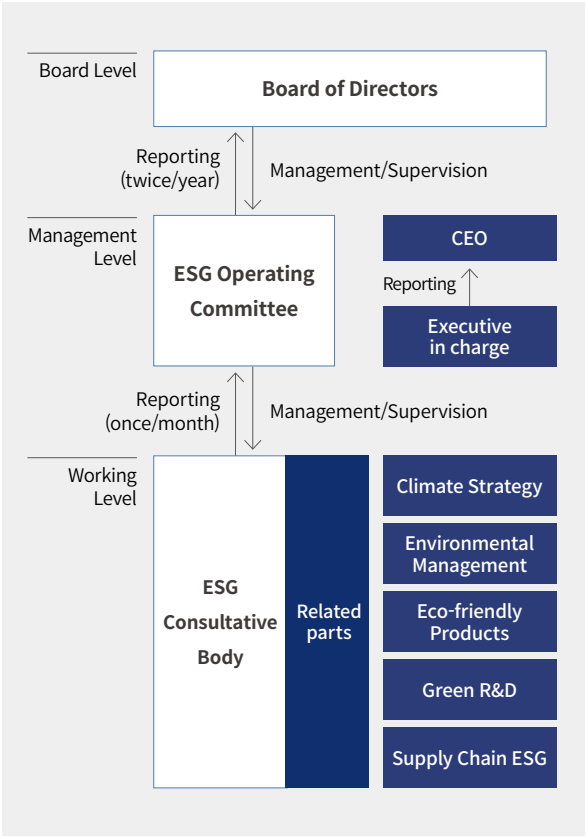 Board Level
Board of Directors
Reporting
(twice/year)
Management/Supervision
Management
Level
ESG Operating
Committee
CEO
Reporting
Executive
in charge
Reporting
(once/month)
Management/Supervision
Working
Level
ESG
Consultative
Body
Related
parts
Climate Strategy
Environmental
Management
Eco-friendly
Products
Green R&D
Supply Chain ESG